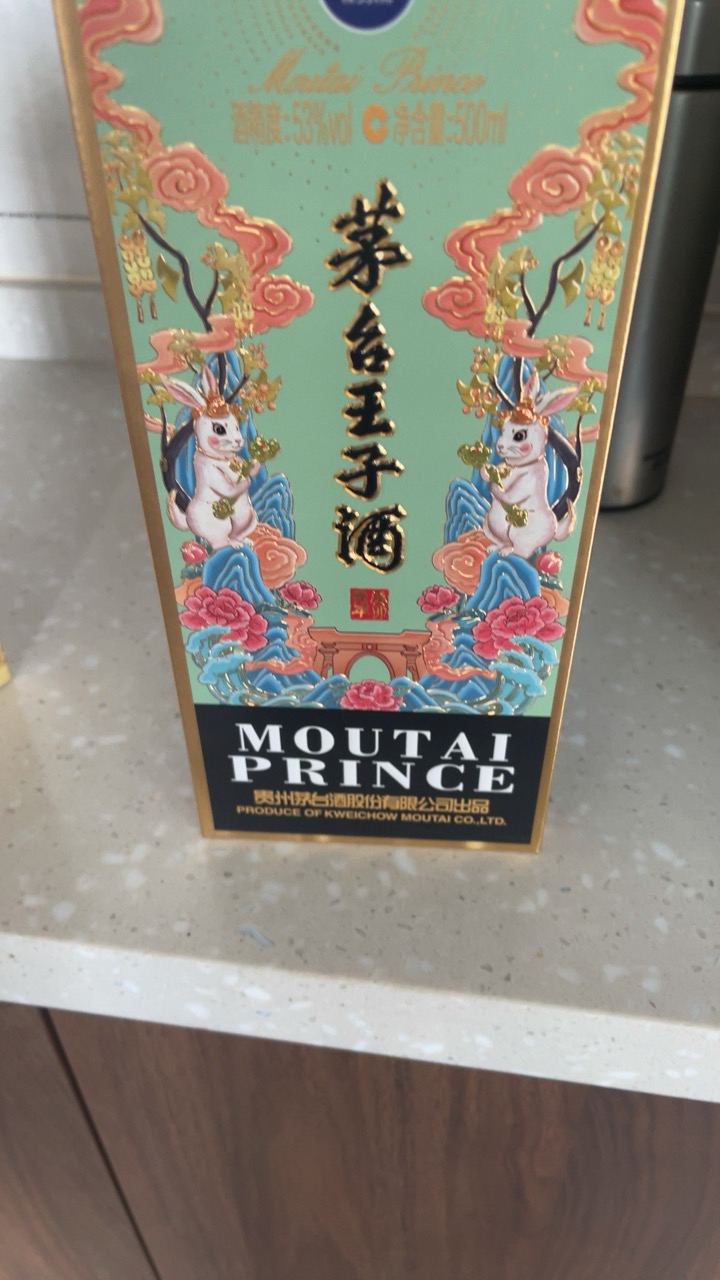 Moutai Prince
酒精度:53%vol 净含量:500ml
茅台王子酒
MOUTAI
PRINCE
贵州茅台酒股份有限公司出品
PRODUCE OF KWEICHOW MOUTAI CO.,LTD.